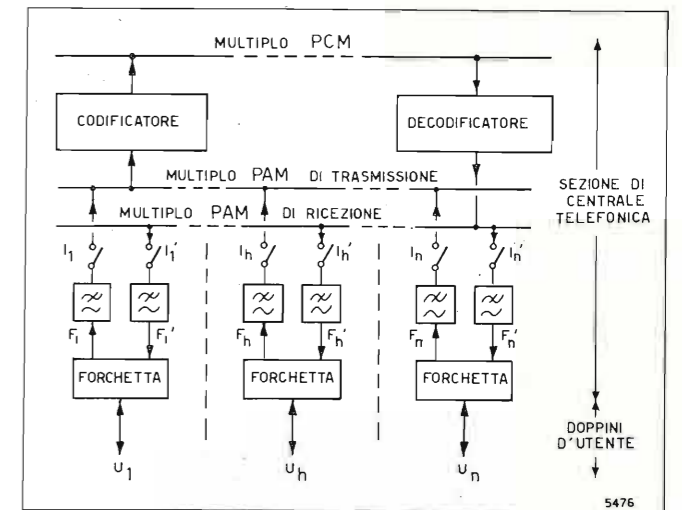 MULTIPLO PCM
CODIFICATORE
DECODIFICATORE
MULTIPLO PAM DI TRASMISSIONE
MULTIPLO PAM DI RICEZIONE
SEZIONE DI
CENTRALE
TELEFONICA
I1 I1' Ih Ih' In In'
F1 F1' Fh Fh' Fn Fn'
FORCHETTA FORCHETTA FORCHETTA
DOPPINI
D'UTENTE
U1 Uh Un
5476